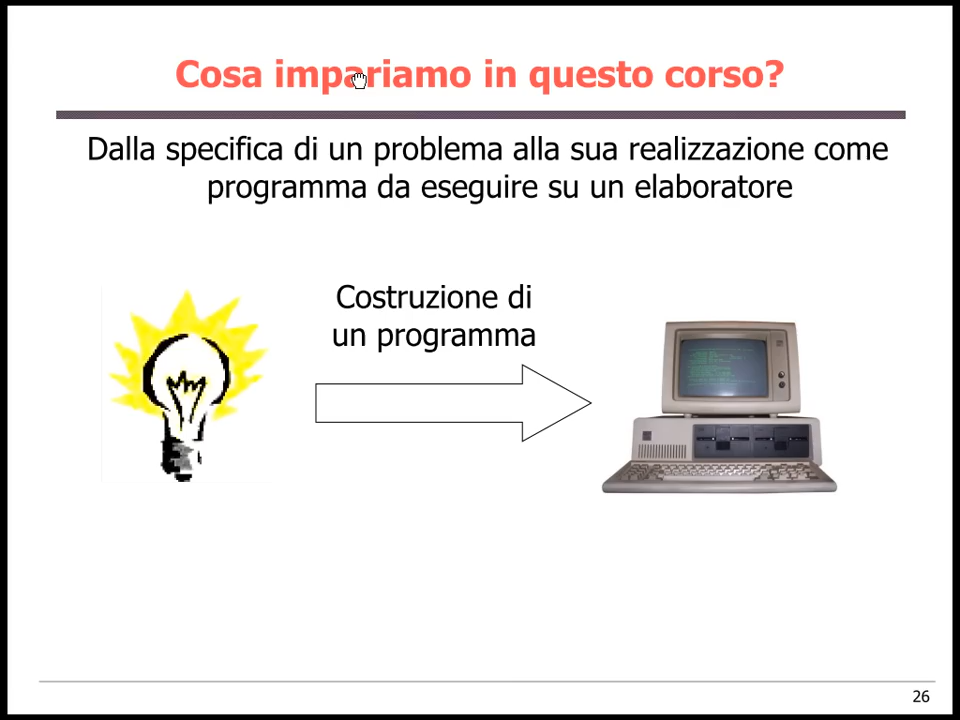 Cosa impariamo in questo corso?
Dalla specifica di un problema alla sua realizzazione come
programma da eseguire su un elaboratore
Costruzione di
un programma
26